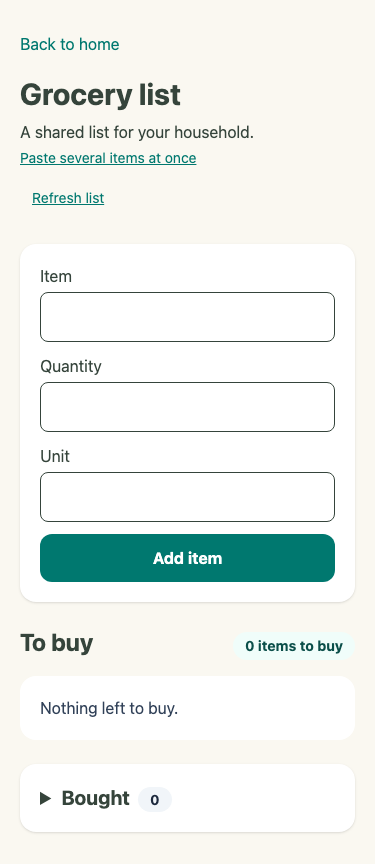 Back to home
Grocery list
A shared list for your household.
Paste several items at once
Refresh list
Item
Quantity
Unit
Add item
To buy
0 items to buy
Nothing left to buy.
Bought 0